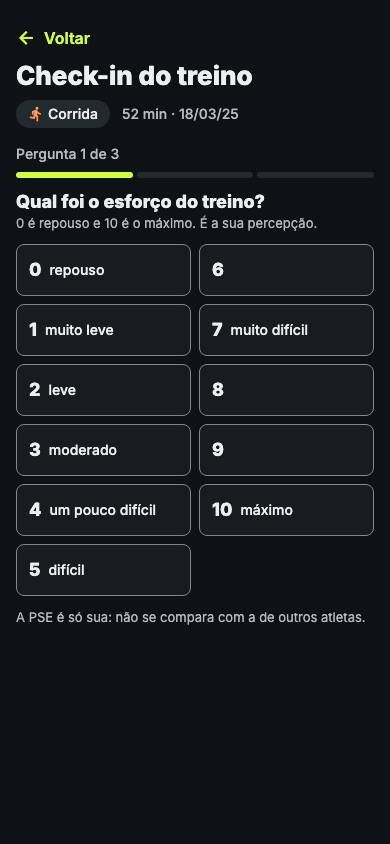 ← Voltar
Check-in do treino
Corrida 52 min · 18/03/25
Pergunta 1 de 3
Qual foi o esforço do treino?
0 é repouso e 10 é o máximo. É a sua percepção.
0 repouso
1 muito leve
2 leve
3 moderado
4 um pouco difícil
5 difícil
6
7 muito difícil
8
9
10 máximo
A PSE é só sua: não se compara com a de outros atletas.